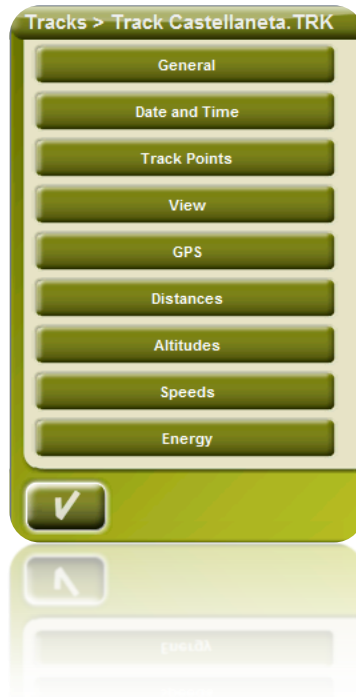 Tracks > Track Castellaneta.TRK
General
Date and Time
Track Points
View
GPS
Distances
Altitudes
Speeds
Energy